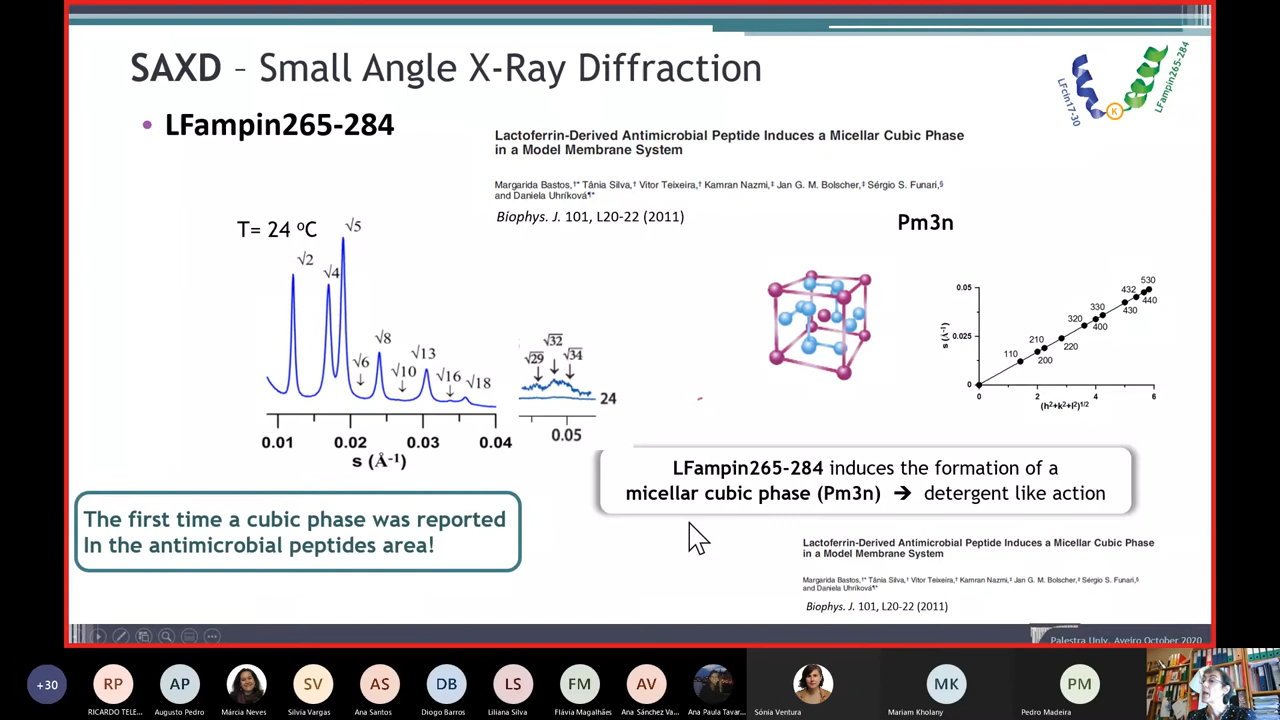 SAXD – Small Angle X-Ray Diffraction
• LFampin265-284
LFcin17-30
K
LFampin265-284
Lactoferrin-Derived Antimicrobial Peptide Induces a Micellar Cubic Phase
in a Model Membrane System
Margarida Bastos,†* Tânia Silva,† Vitor Teixeira,† Kamran Nazmi,‡ Jan G. M. Bolscher,‡ Sérgio S. Funari,§
and Daniela Uhríková¶*
Biophys. J. 101, L20-22 (2011)
T= 24 ºC
√2
√4
√5
√6
√8
√10
√13
√16
√18
0.01
0.02
0.03
0.04
s (Å-1)
√29
√32
√34
24
0.05
Pm3n
0.05
0.025
0
s (Å-1)
110
210
200
220
320
330
400
432
430
530
440
0
2
4
6
(h2+k2+l2)1/2
LFampin265-284 induces the formation of a
micellar cubic phase (Pm3n) → detergent like action
The first time a cubic phase was reported
In the antimicrobial peptides area!
Lactoferrin-Derived Antimicrobial Peptide Induces a Micellar Cubic Phase
in a Model Membrane System
Margarida Bastos,†* Tânia Silva,† Vitor Teixeira,† Kamran Nazmi,‡ Jan G. M. Bolscher,‡ Sérgio S. Funari,§
and Daniela Uhríková¶*
Biophys. J. 101, L20-22 (2011)
Palestra Univ. Aveiro October 2020
+30
RP
AP
SV
AS
DB
LS
FM
AV
MK
PM
RICARDO TELE...
Augusto Pedro
Márcia Neves
Silvia Vargas
Ana Santos
Diogo Barros
Liliana Silva
Flávia Magalhães
Ana Sánchez Va...
Ana Paula Tavar...
Sónia Ventura
Mariam Kholany
Pedro Madeira